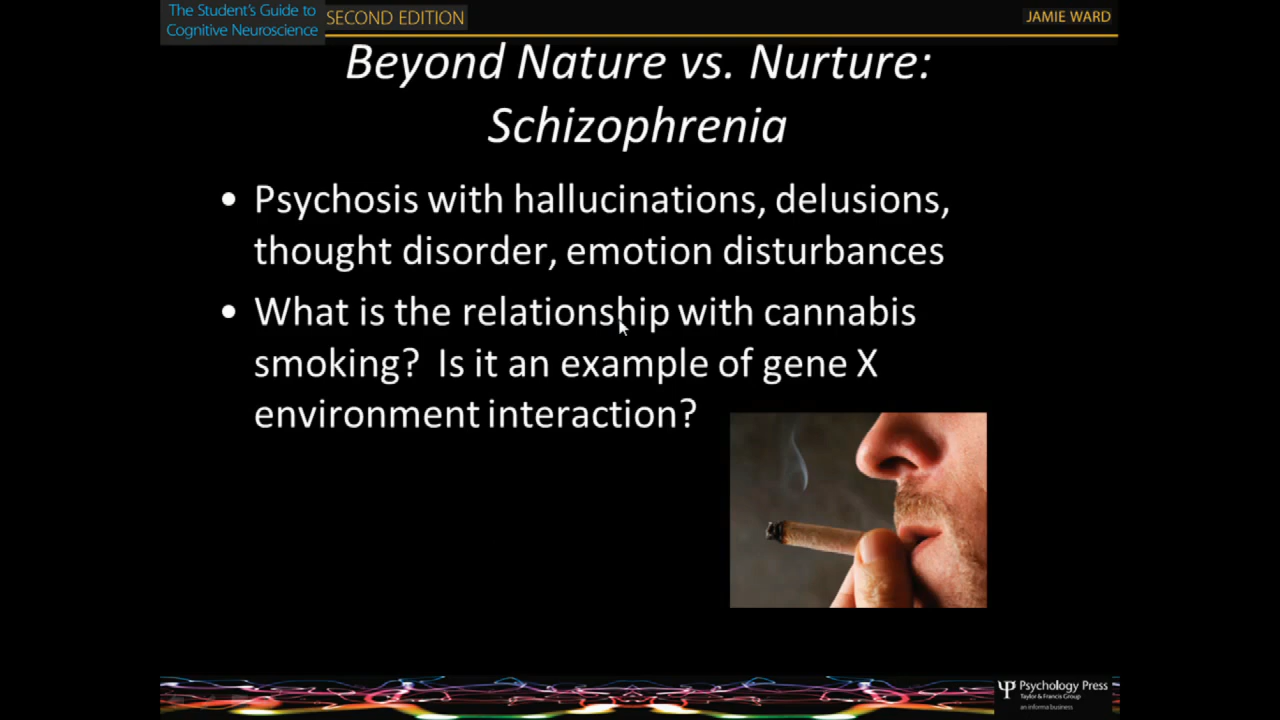 The Student's Guide to
Cognitive Neuroscience
SECOND EDITION
JAMIE WARD
Beyond Nature vs. Nurture:
Schizophrenia
• Psychosis with hallucinations, delusions,
thought disorder, emotion disturbances
• What is the relationship with cannabis
smoking? Is it an example of gene X
environment interaction?
Psychology Press
Taylor & Francis Group
an informa business